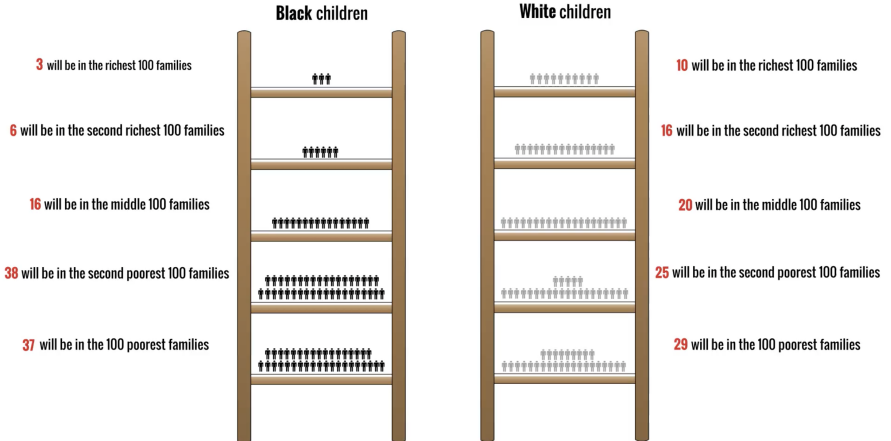 Black children
White children
3 will be in the richest 100 families
10 will be in the richest 100 families
6 will be in the second richest 100 families
16 will be in the second richest 100 families
16 will be in the middle 100 families
20 will be in the middle 100 families
38 will be in the second poorest 100 families
25 will be in the second poorest 100 families
37 will be in the 100 poorest families
29 will be in the 100 poorest families